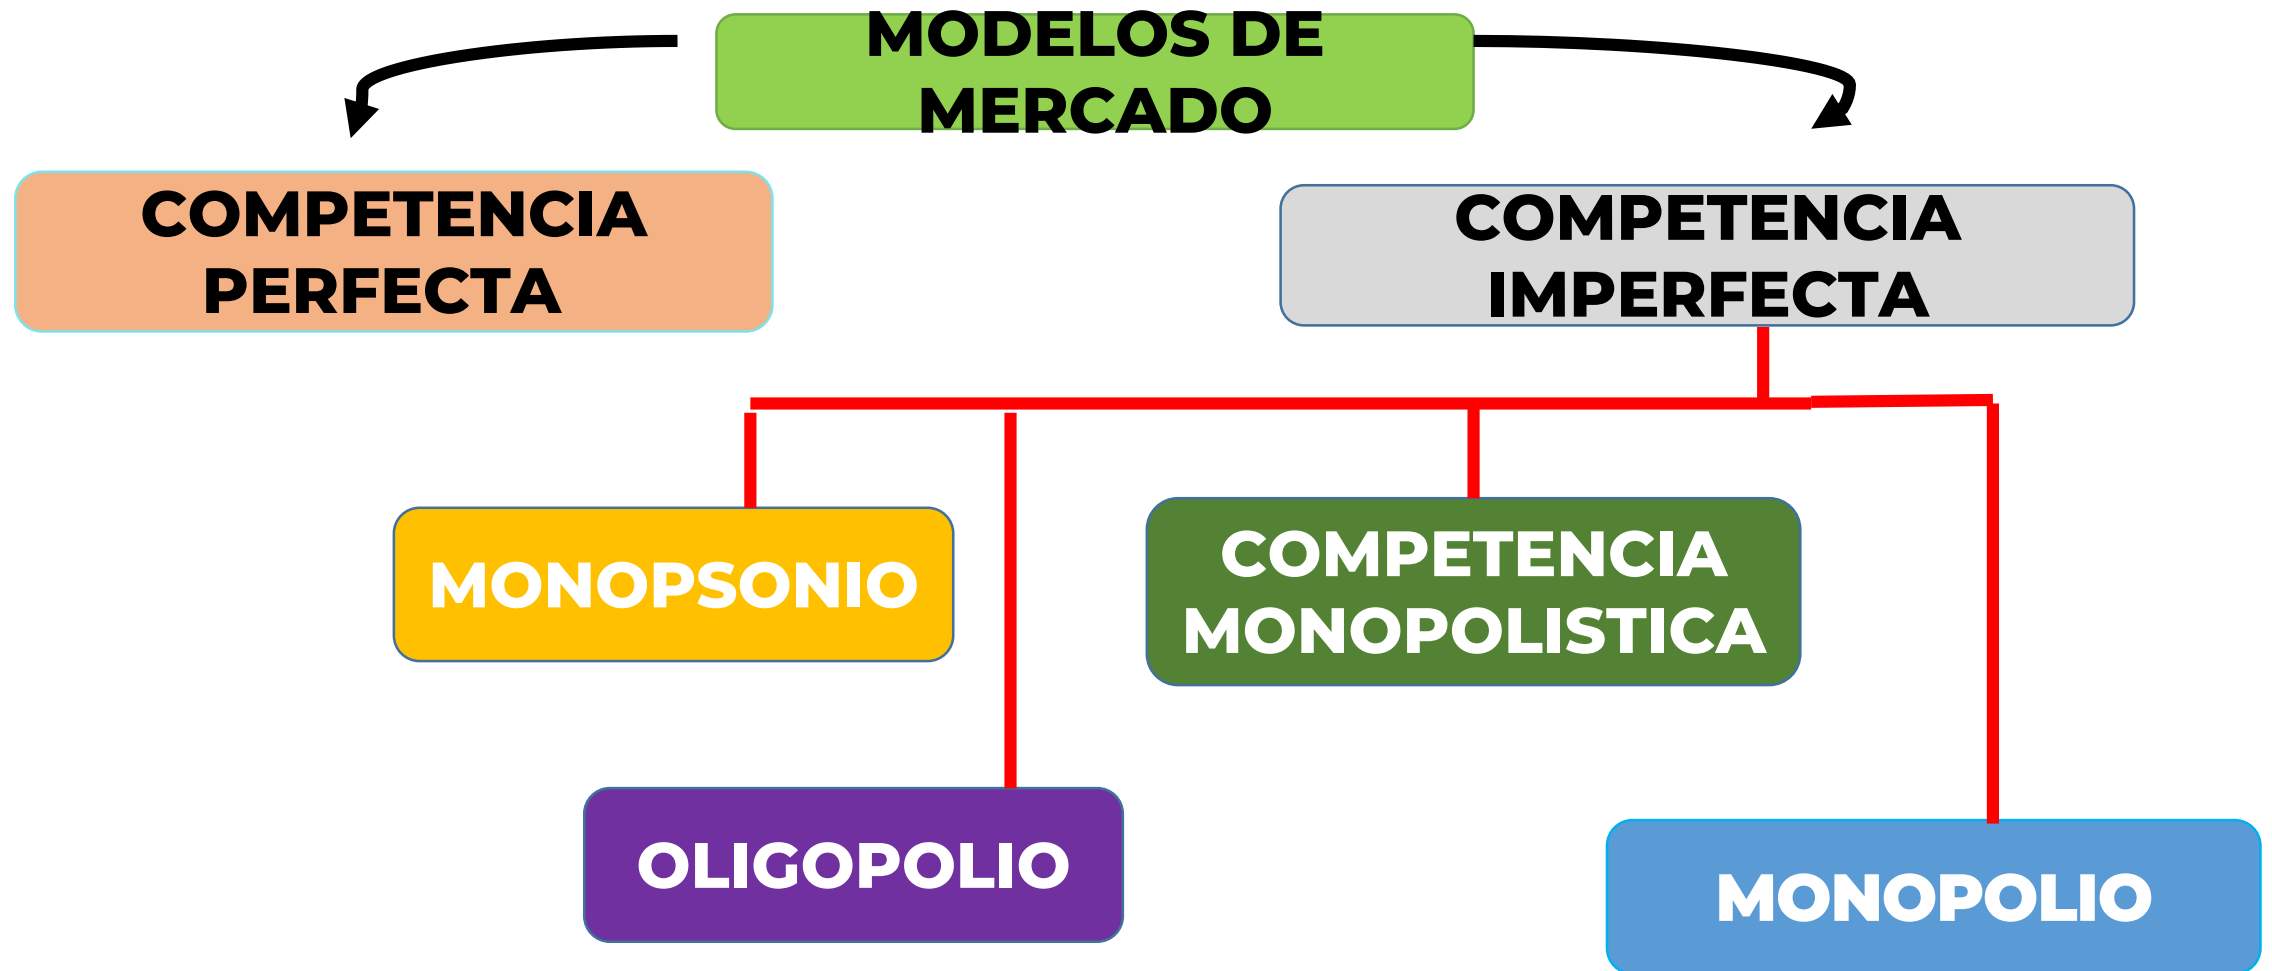 MODELOS DE
MERCADO
COMPETENCIA
PERFECTA
COMPETENCIA
IMPERFECTA
MONOPSONIO
COMPETENCIA
MONOPOLISTICA
OLIGOPOLIO
MONOPOLIO